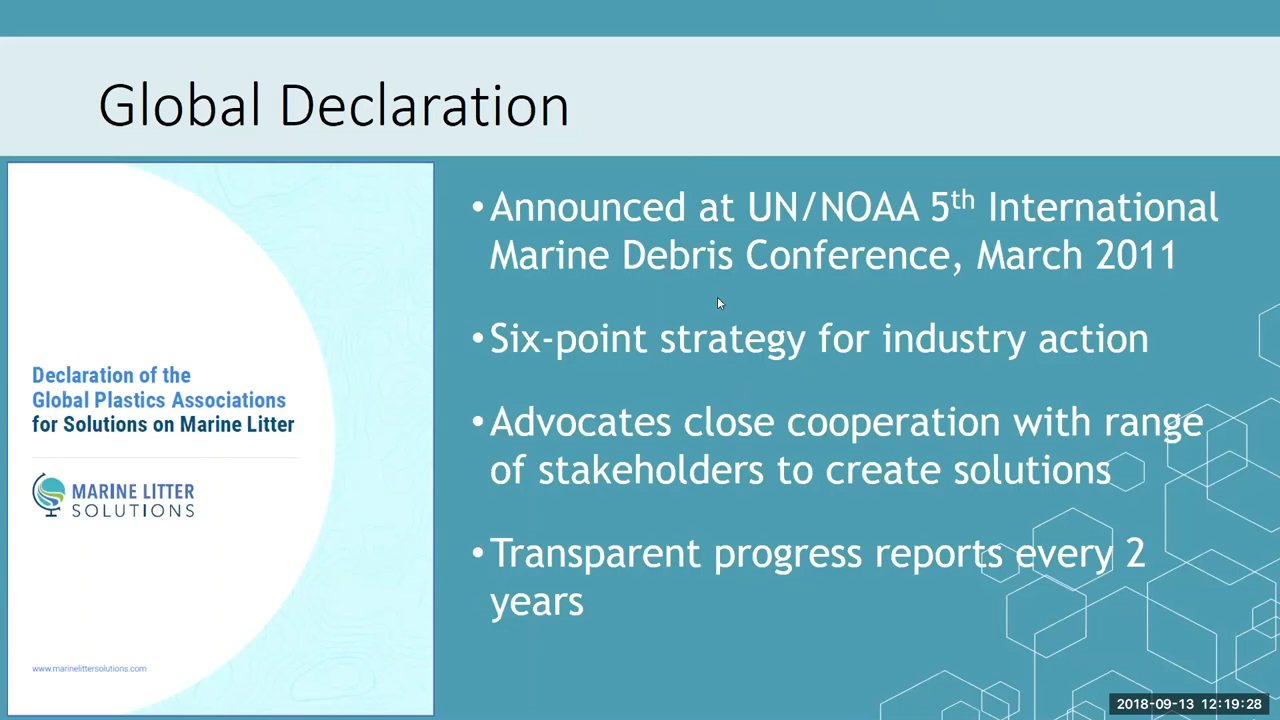 Global Declaration
Declaration of the
Global Plastics Associations
for Solutions on Marine Litter
MARINE LITTER
SOLUTIONS
www.marinelittersolutions.com
•Announced at UN/NOAA 5th International
Marine Debris Conference, March 2011
•Six-point strategy for industry action
•Advocates close cooperation with range
of stakeholders to create solutions
•Transparent progress reports every 2
years
2018-09-13 12:19:28